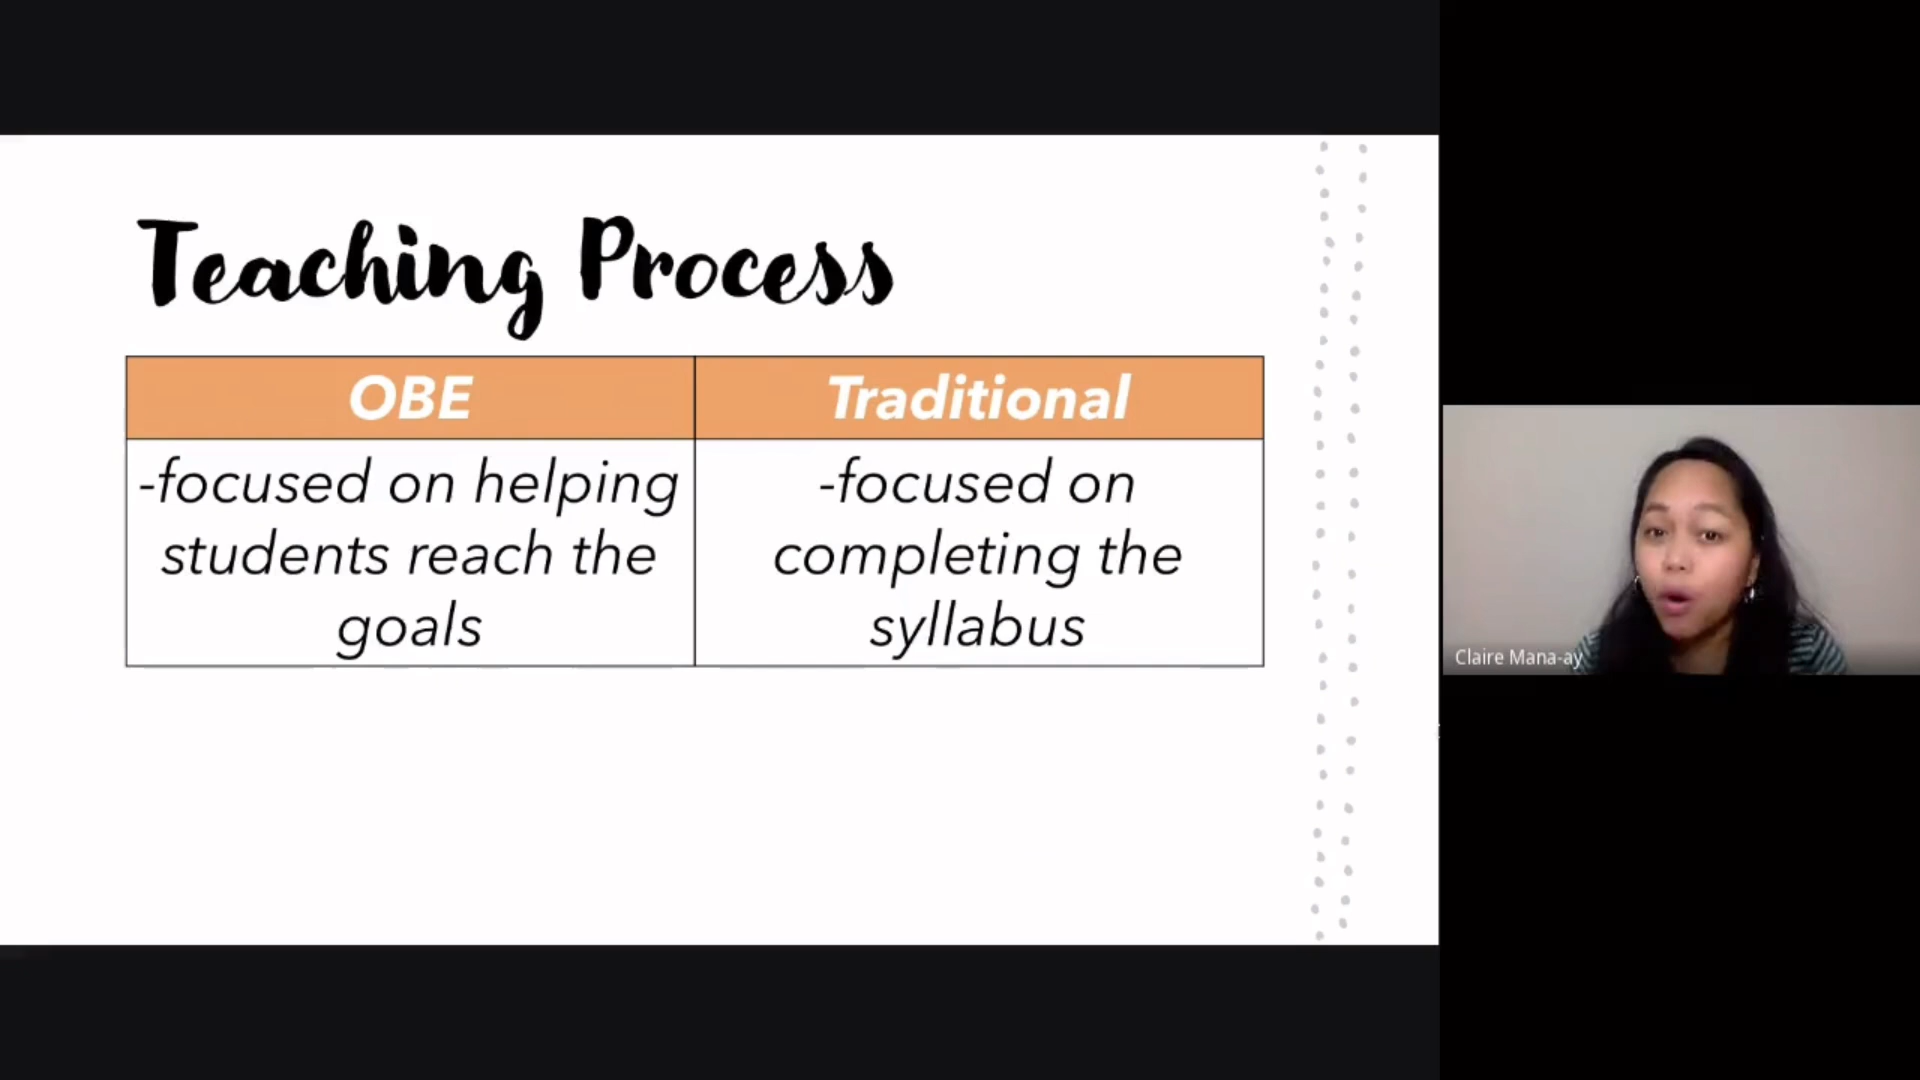 Teaching Process
OBE
Traditional
-focused on helping
students reach the
goals
-focused on
completing the
syllabus
Claire Mana-ay